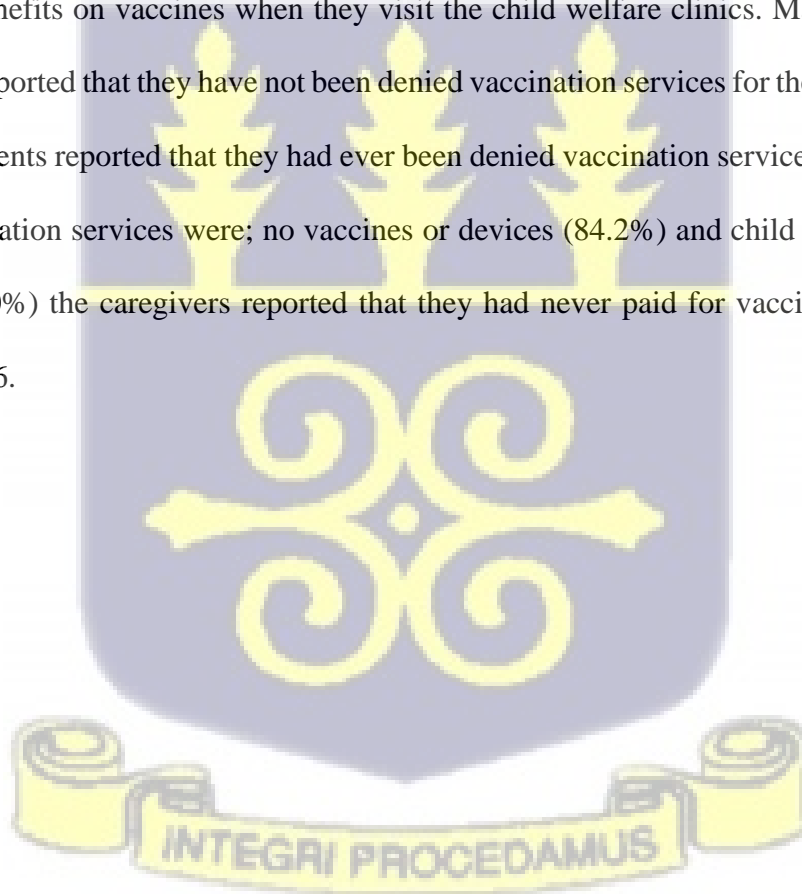 nefits on vaccines when they visit the child welfare clinics. M
ported that they have not been denied vaccination services for the
ents reported that they had ever been denied vaccination service
ation services were; no vaccines or devices (84.2%) and child
0%) the caregivers reported that they had never paid for vacci
6.
INTEGRI PROCEDAMUS